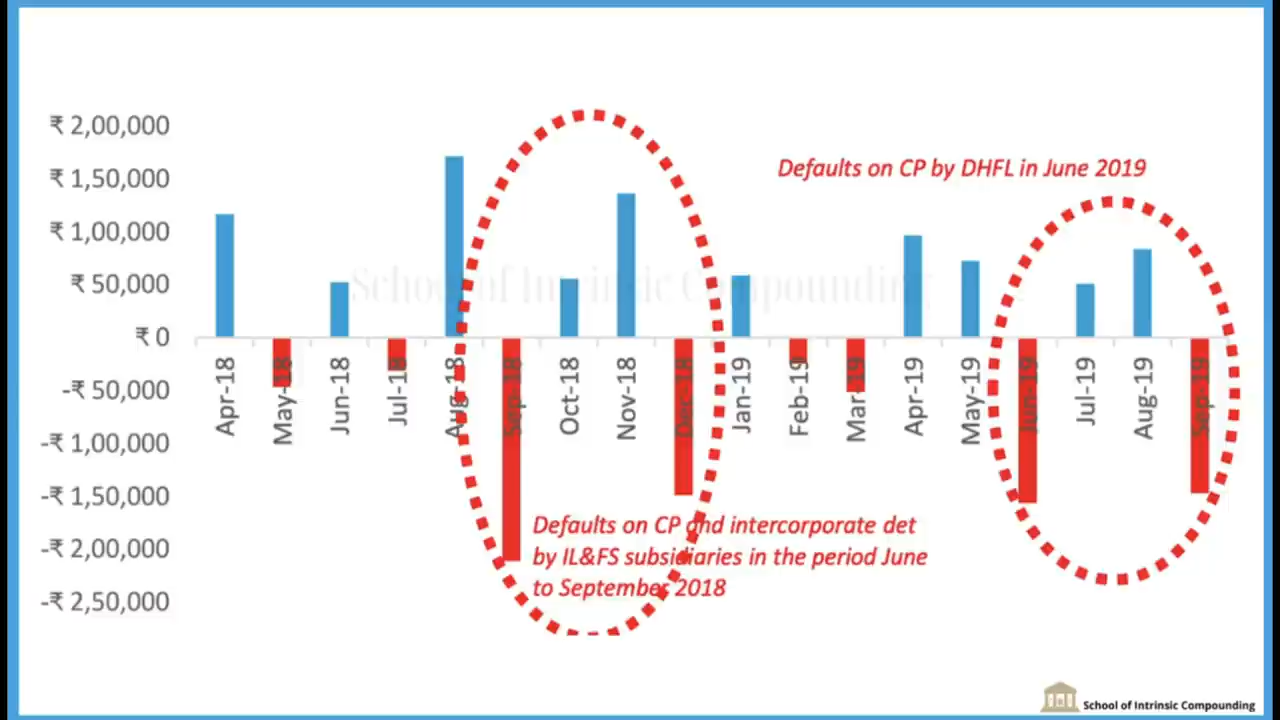 ₹ 2,00,000
₹ 1,50,000
₹ 1,00,000
₹ 50,000
₹ 0
-₹ 50,000
-₹ 1,00,000
-₹ 1,50,000
-₹ 2,00,000
-₹ 2,50,000
Defaults on CP by DHFL in June 2019
School of Intrinsic Compounding
Apr-18
May-18
Jun-18
Jul-18
Aug-18
Sep-18
Oct-18
Nov-18
Dec-18
Jan-19
Feb-19
Mar-19
Apr-19
May-19
Jun-19
Jul-19
Aug-19
Sep-19
Defaults on CP and intercorporate det
by IL&FS subsidiaries in the period June
to September 2018
School of Intrinsic Compounding